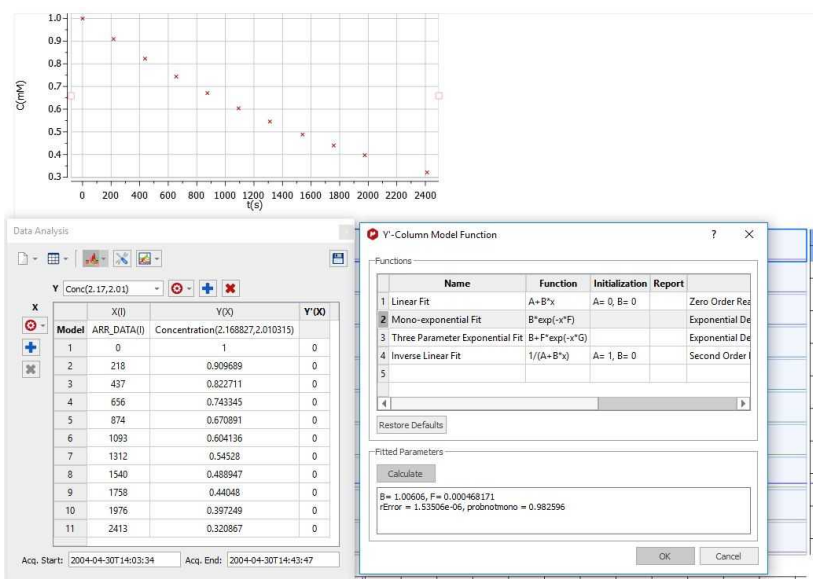 1.0
0.9
0.8
0.7
0.6
0.5
0.4
0.3
C(mM)
0 200 400 600 800 1000 1200 1400 1600 1800 2000 2200 2400
t(s)
Data Analysis
Y Conc(2.17,2.01)
X
X(I) Y(X) Y'(X)
Model ARR_DATA(I) Concentration(2.168827,2.010315)
1 0 1 0
2 218 0.909689 0
3 437 0.822711 0
4 656 0.743345 0
5 874 0.670891 0
6 1093 0.604136 0
7 1312 0.54528 0
8 1540 0.488947 0
9 1758 0.44048 0
10 1976 0.397249 0
11 2413 0.320867 0
Acq. Start: 2004-04-30T14:03:34 Acq. End: 2004-04-30T14:43:47
Y'-Column Model Function ? X
Functions
Name Function Initialization Report
1 Linear Fit A+B*x A= 0, B= 0 Zero Order Rea
2 Mono-exponential Fit B*exp(-x*F) Exponential De
3 Three Parameter Exponential Fit B+F*exp(-x*G) Exponential De
4 Inverse Linear Fit 1/(A+B*x) A= 1, B= 0 Second Order
5
Restore Defaults
Fitted Parameters
Calculate
B= 1.00606, F= 0.000468171
rError = 1.53506e-06, probnotmono = 0.982596
OK Cancel